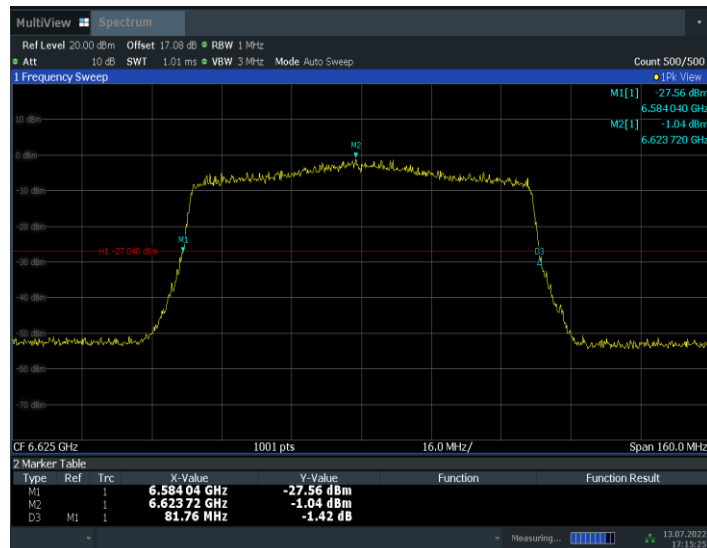 MultiView Spectrum
Ref Level 20.00 dBm Offset 17.08 dB RBW 1 MHz
Att 10 dB SWT 1.01 ms VBW 3 MHz Mode Auto Sweep Count 500/500
1 Frequency Sweep 1Pk View
M1[1] -27.56 dBm
6.584 040 GHz
10 dBm
M2[1] -1.04 dBm
6.623 720 GHz
M2
0 dBm
-10 dBm
-20 dBm
M1
H1 -27.040 dBm
D3
-30 dBm
-40 dBm
-50 dBm
-60 dBm
-70 dBm
CF 6.625 GHz 1001 pts 16.0 MHz/ Span 160.0 MHz
2 Marker Table
Type Ref Trc X-Value Y-Value Function Function Result
M1 1 6.584 04 GHz -27.56 dBm
M2 1 6.623 72 GHz -1.04 dBm
D3 M1 1 81.76 MHz -1.42 dB
Measuring... 13.07.2022
17:15:25